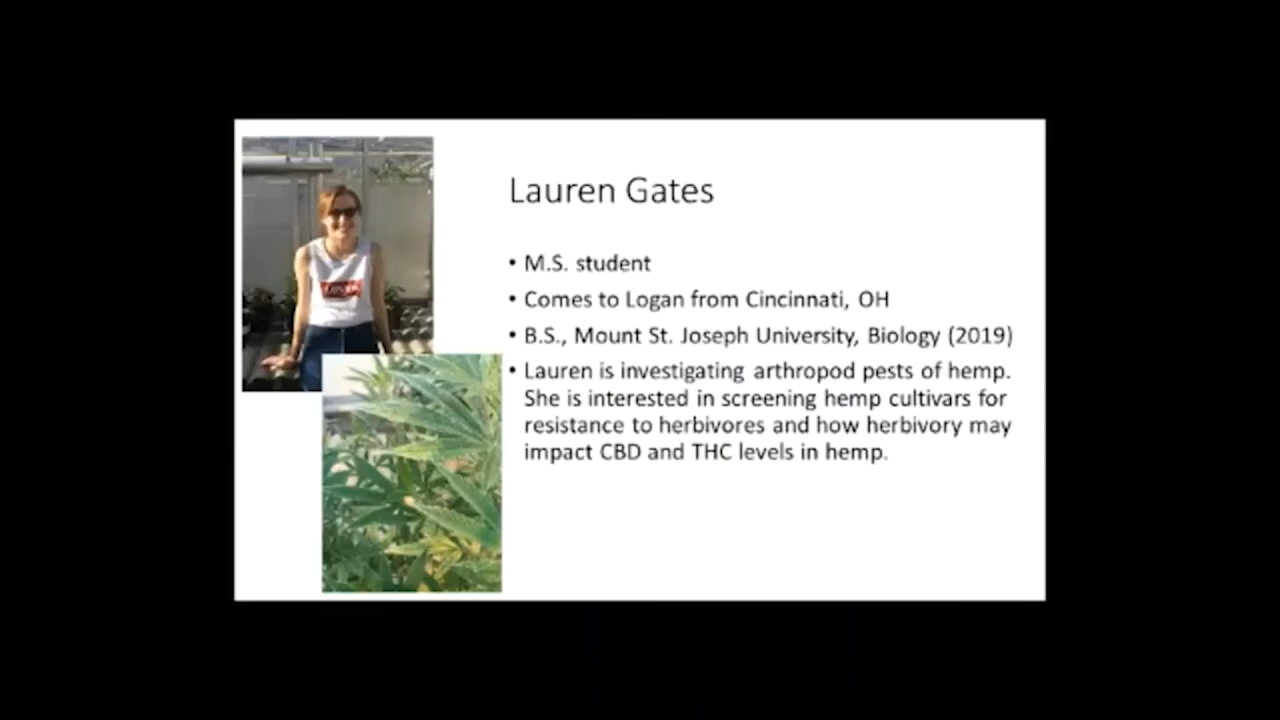 Lauren Gates
• M.S. student
• Comes to Logan from Cincinnati, OH
• B.S., Mount St. Joseph University, Biology (2019)
• Lauren is investigating arthropod pests of hemp.
She is interested in screening hemp cultivars for
resistance to herbivores and how herbivory may
impact CBD and THC levels in hemp.